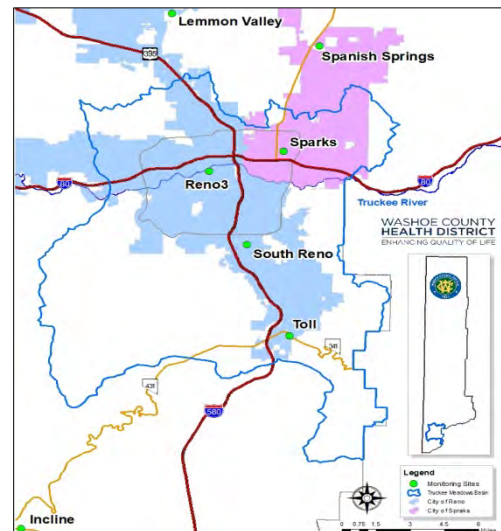 Lemmon Valley
395
Spanish Springs
Sparks
80
Reno3
80
Truckee River
WASHOE COUNTY
HEALTH DISTRICT
ENHANCING QUALITY OF LIFE
South Reno
Toll
341
431
580
Legend
Monitoring Sites
Truckee Meadows Basin
City of Reno
City of Sparks
Incline
0 0.75 1.5 3 4.5 6
Miles